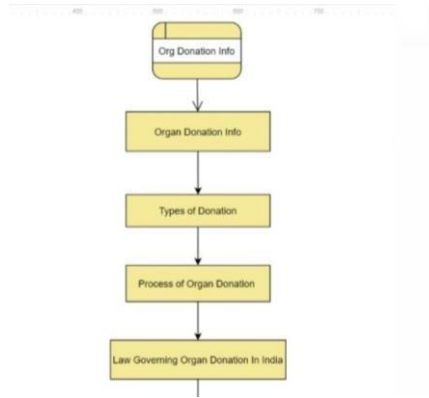 Org Donation Info
Organ Donation Info
Types of Donation
Process of Organ Donation
Law Governing Organ Donation In India